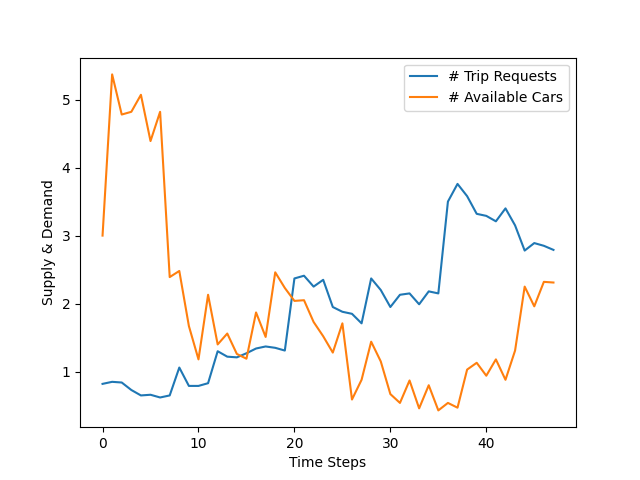 # Trip Requests
# Available Cars
5
4
3
2
1
Supply & Demand
0 10 20 30 40
Time Steps